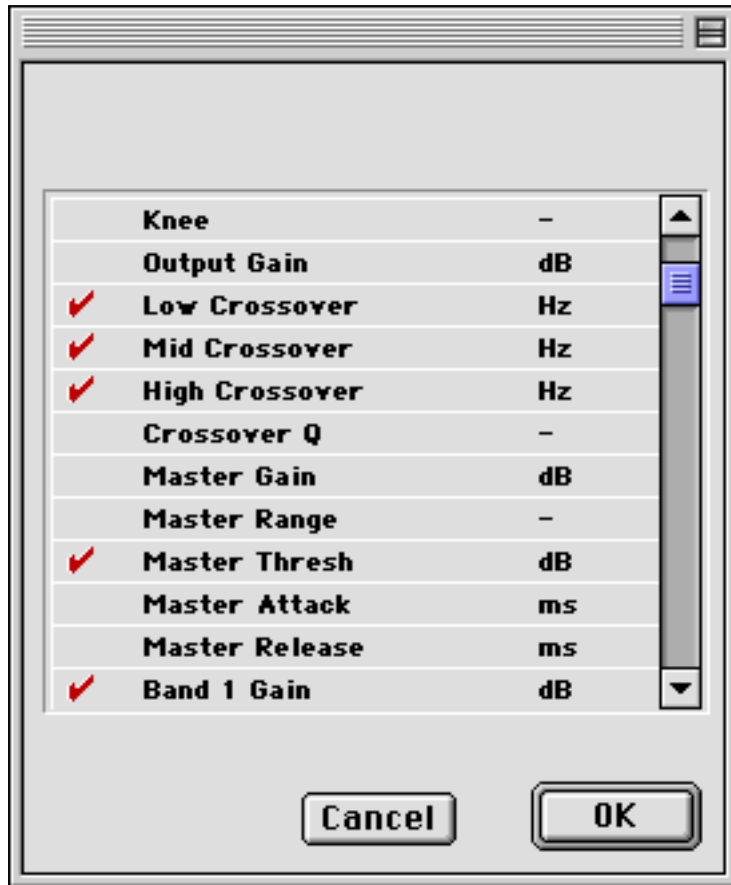 Knee -
Output Gain dB
✔ Low Crossover Hz
✔ Mid Crossover Hz
✔ High Crossover Hz
Crossover Q -
Master Gain dB
Master Range -
✔ Master Thresh dB
Master Attack ms
Master Release ms
✔ Band 1 Gain dB
Cancel OK